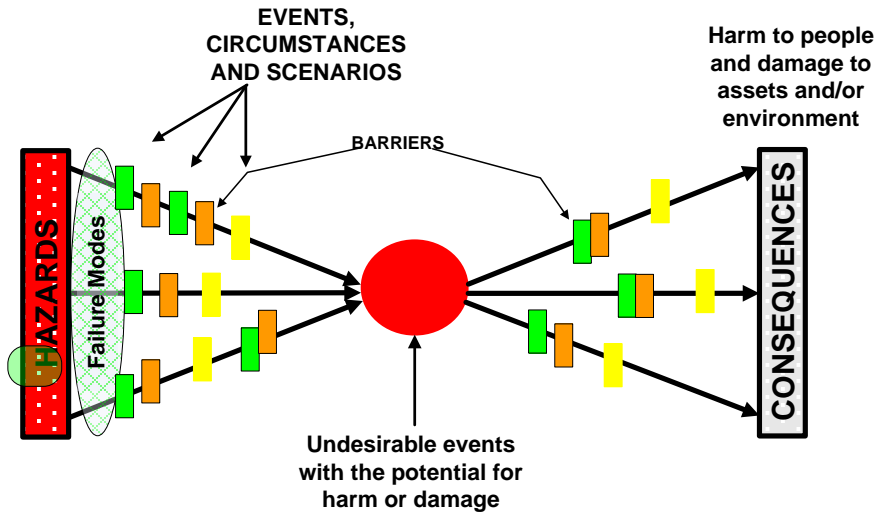 EVENTS,
CIRCUMSTANCES
AND SCENARIOS
Harm to people
and damage to
assets and/or
environment
BARRIERS
HAZARDS
Failure Modes
CONSEQUENCES
Undesirable events
with the potential for
harm or damage